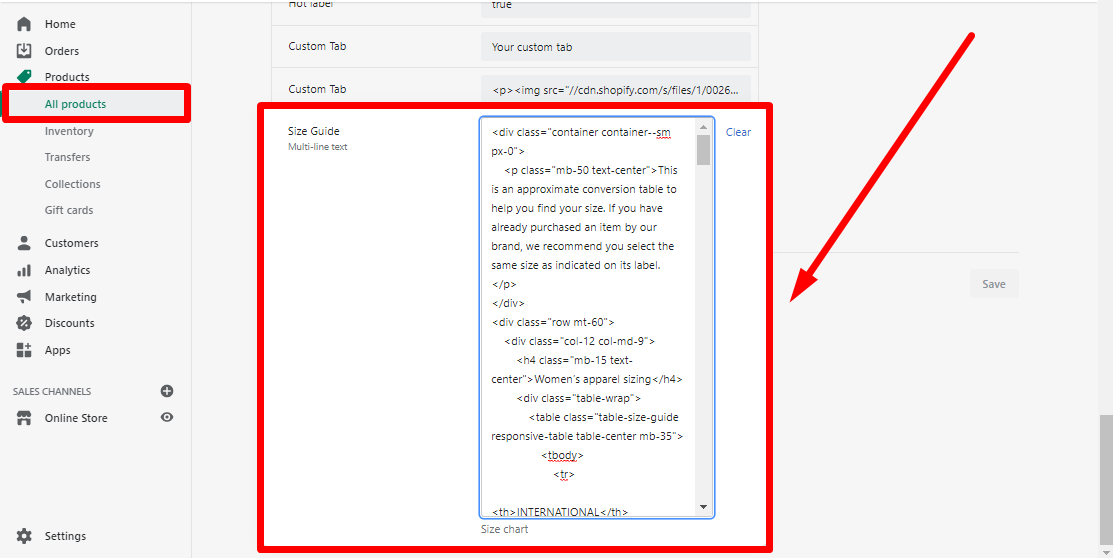 Home
Orders
Products
All products
Inventory
Transfers
Collections
Gift cards
Customers
Analytics
Marketing
Discounts
Apps
SALES CHANNELS
Online Store
Settings
Hot label
true
Custom Tab
Your custom tab
Custom Tab
<p><img src="//cdn.shopify.com/s/files/1/0026...
Size Guide
Multi-line text
<div class="container container--sm
px-0">
<p class="mb-50 text-center">This
is an approximate conversion table to
help you find your size. If you have
already purchased an item by our
brand, we recommend you select the
same size as indicated on its label.
</p>
</div>
<div class="row mt-60">
<div class="col-12 col-md-9">
<h4 class="mb-15 text-
center">Women's apparel sizing</h4>
<div class="table-wrap">
<table class="table-size-guide
responsive-table table-center mb-35">
<tbody>
<tr>
<th>INTERNATIONAL</th>
Clear
Size chart
Save